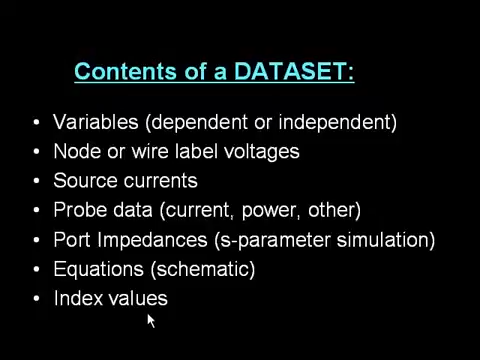 Contents of a DATASET:
• Variables (dependent or independent)
• Node or wire label voltages
• Source currents
• Probe data (current, power, other)
• Port Impedances (s-parameter simulation)
• Equations (schematic)
• Index values